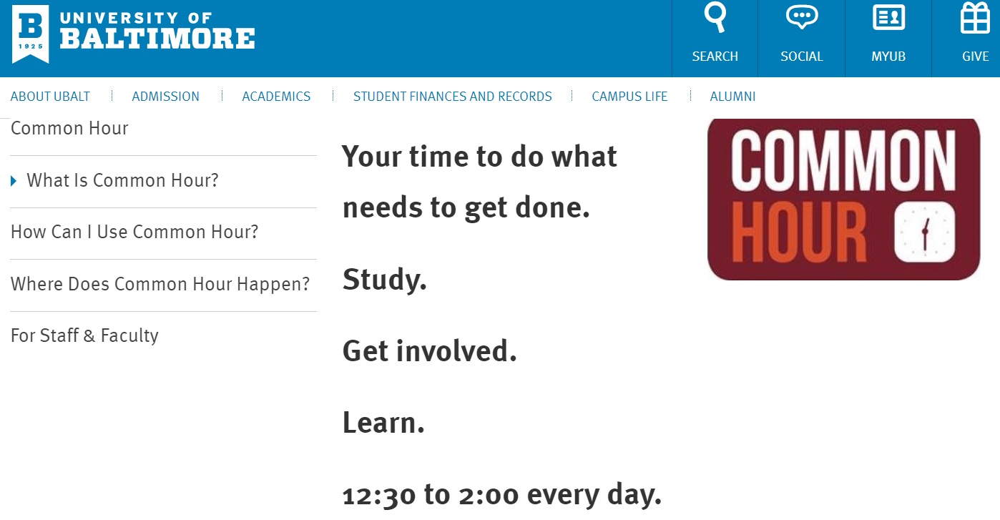 B
1925
UNIVERSITY OF
BALTIMORE
SEARCH
SOCIAL
MYUB
GIVE
ABOUT UBALT
ADMISSION
ACADEMICS
STUDENT FINANCES AND RECORDS
CAMPUS LIFE
ALUMNI
Common Hour
What Is Common Hour?
How Can I Use Common Hour?
Where Does Common Hour Happen?
For Staff & Faculty
Your time to do what
needs to get done.
Study.
Get involved.
Learn.
12:30 to 2:00 every day.
COMMON
HOUR